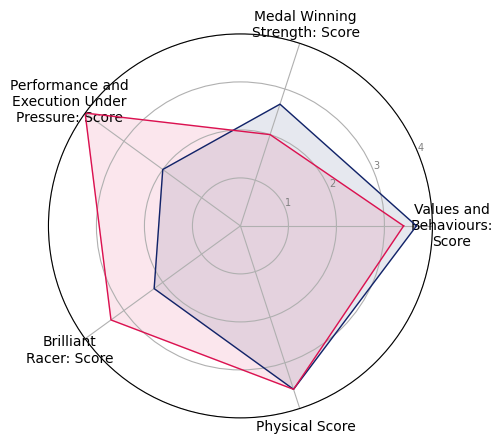 Medal Winning
Strength: Score
Performance and
Execution Under
Pressure: Score
4
3
2
1
Values and
Behaviours:
Score
Brilliant
Racer: Score
Physical Score